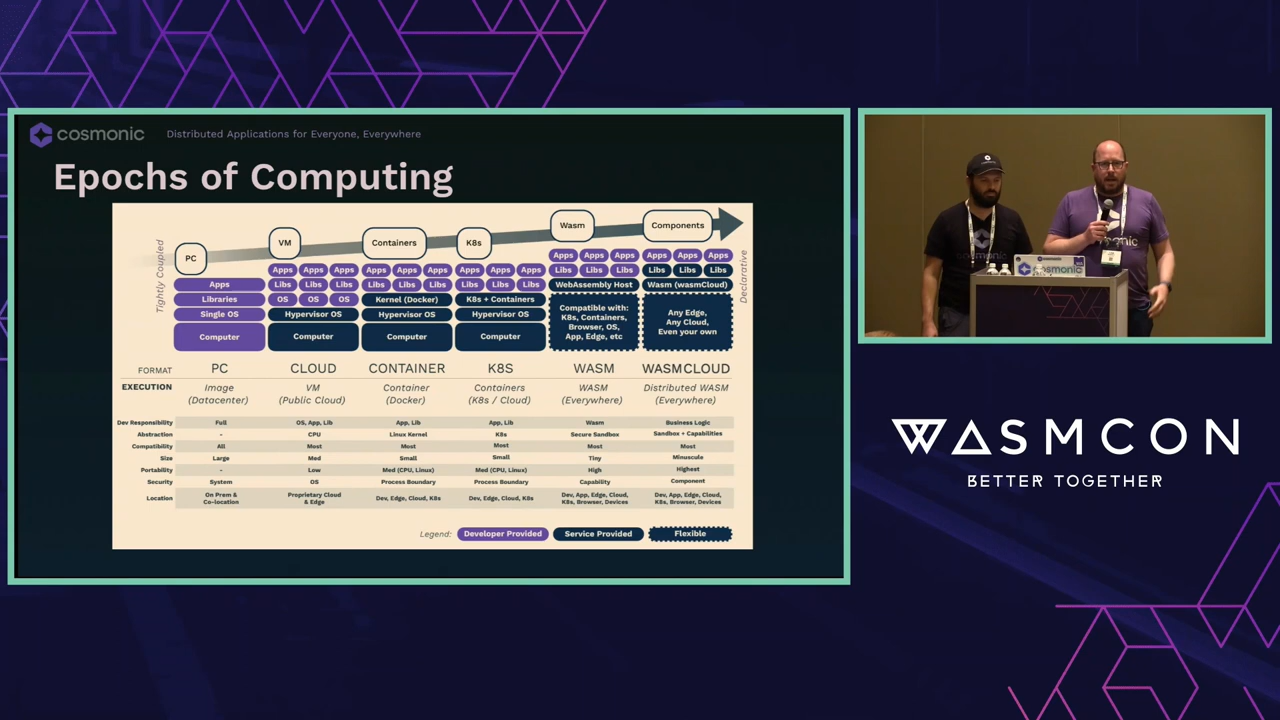 cosmonic Distributed Applications for Everyone, Everywhere
Epochs of Computing
PC VM Containers K8s Wasm Components
Tightly Coupled
Declarative
Apps
Libraries
Single OS
Computer
Apps Apps Apps
Libs Libs Libs
OS OS OS
Hypervisor OS
Computer
Apps Apps Apps
Libs Libs Libs
Kernel (Docker)
Hypervisor OS
Computer
Apps Apps Apps
Libs Libs Libs
K8s + Containers
Hypervisor OS
Computer
Apps Apps Apps
Libs Libs Libs
WebAssembly Host
Compatible with:
K8s, Containers,
Browser, OS,
App, Edge, etc
Apps Apps Apps
Libs Libs Libs
Wasm (wasmCloud)
Any Edge,
Any Cloud,
Even your own
FORMAT PC CLOUD CONTAINER K8S WASM WASMCLOUD
EXECUTION Image VM Container Containers WASM Distributed WASM
(Datacenter) (Public Cloud) (Docker) (K8s / Cloud) (Everywhere) (Everywhere)
Dev Responsibility Full OS, App, Lib App, Lib App, Lib Wasm Business Logic
Abstraction - CPU Linux Kernel K8s Secure Sandbox Sandbox + Capabilities
Compatibility All Most Most Most Most Most
Size Large Med Small Small Tiny Minuscule
Portability - Low Med (CPU, Linux) Med (CPU, Linux) High Highest
Security System OS Process Boundary Process Boundary Capability Component
Location On Prem & Proprietary Cloud Dev, Edge, Cloud, K8s Dev, Edge, Cloud, K8s Dev, App, Edge, Cloud, Dev, App, Edge, Cloud,
Co-location & Edge K8s, Browser, Devices K8s, Browser, Devices
Legend: Developer Provided Service Provided Flexible
cosmonic
WASMCON
BETTER TOGETHER